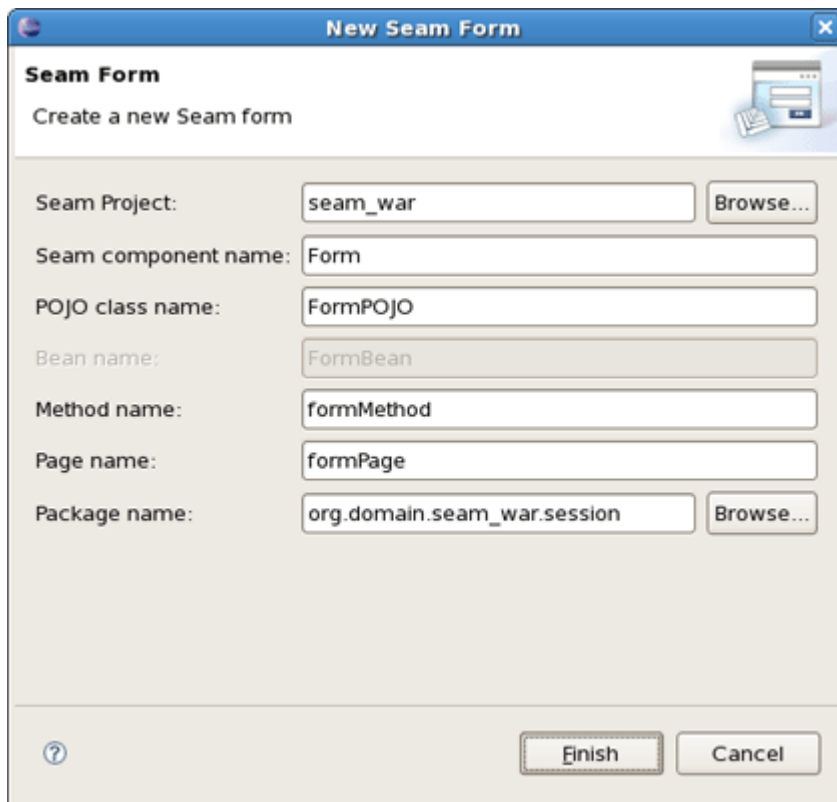 New Seam Form
Seam Form
Create a new Seam form
Seam Project: seam_war Browse...
Seam component name: Form
POJO class name: FormPOJO
Bean name: FormBean
Method name: formMethod
Page name: formPage
Package name: org.domain.seam_war.session Browse...
? Finish Cancel